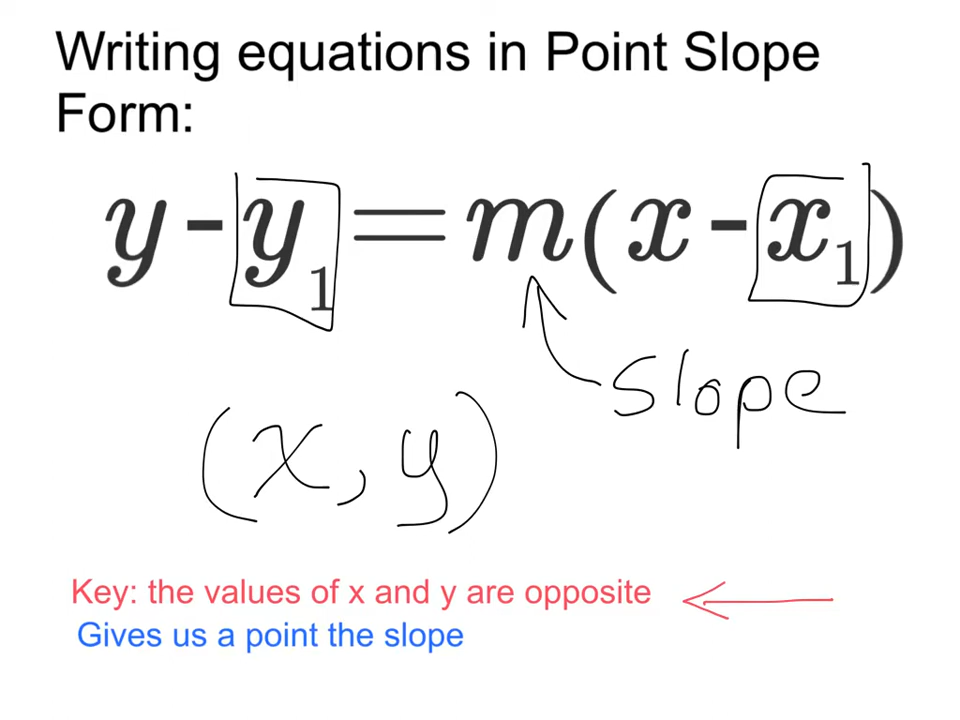 Writing equations in Point Slope
Form:
y - y₁ = m(x - x₁)
slope
(x, y)
Key: the values of x and y are opposite
Gives us a point the slope